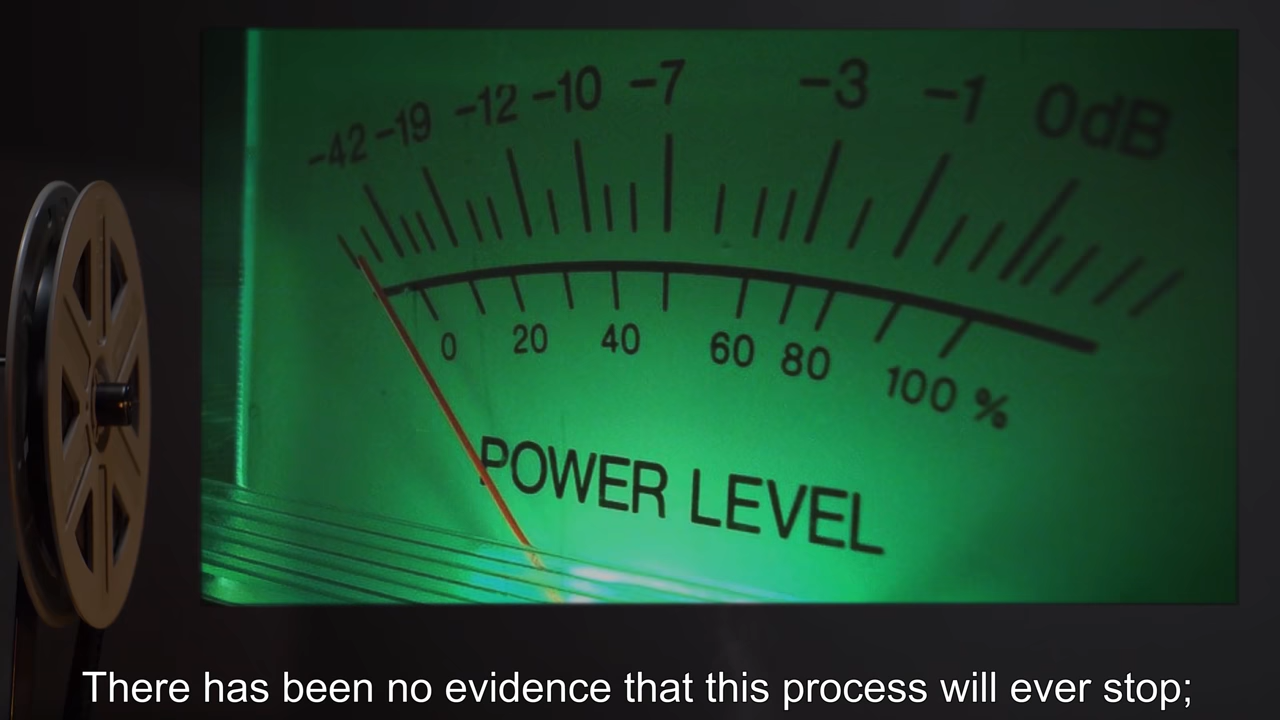 -42 -19 -12 -10 -7 -3 -1 0dB
0 20 40 60 80 100 %
POWER LEVEL
There has been no evidence that this process will ever stop;